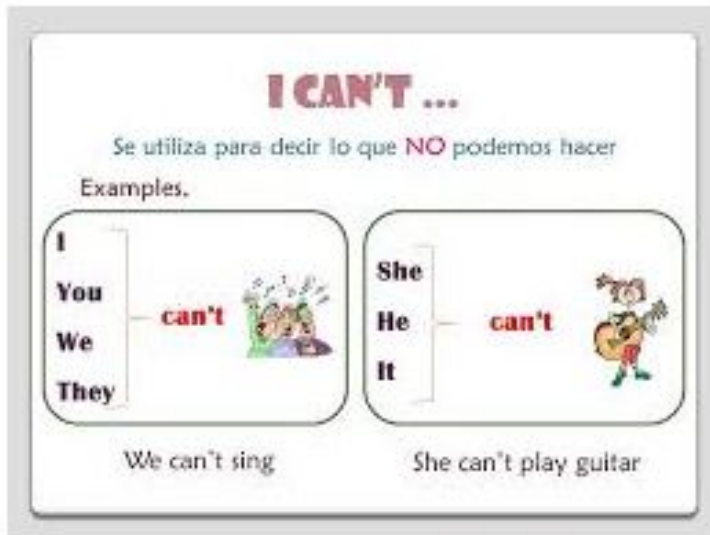 I CAN'T ...
Se utiliza para decir lo que NO podemos hacer
Examples.
I
You
We
They
can't
She
He
It
can't
We can't sing
She can't play guitar